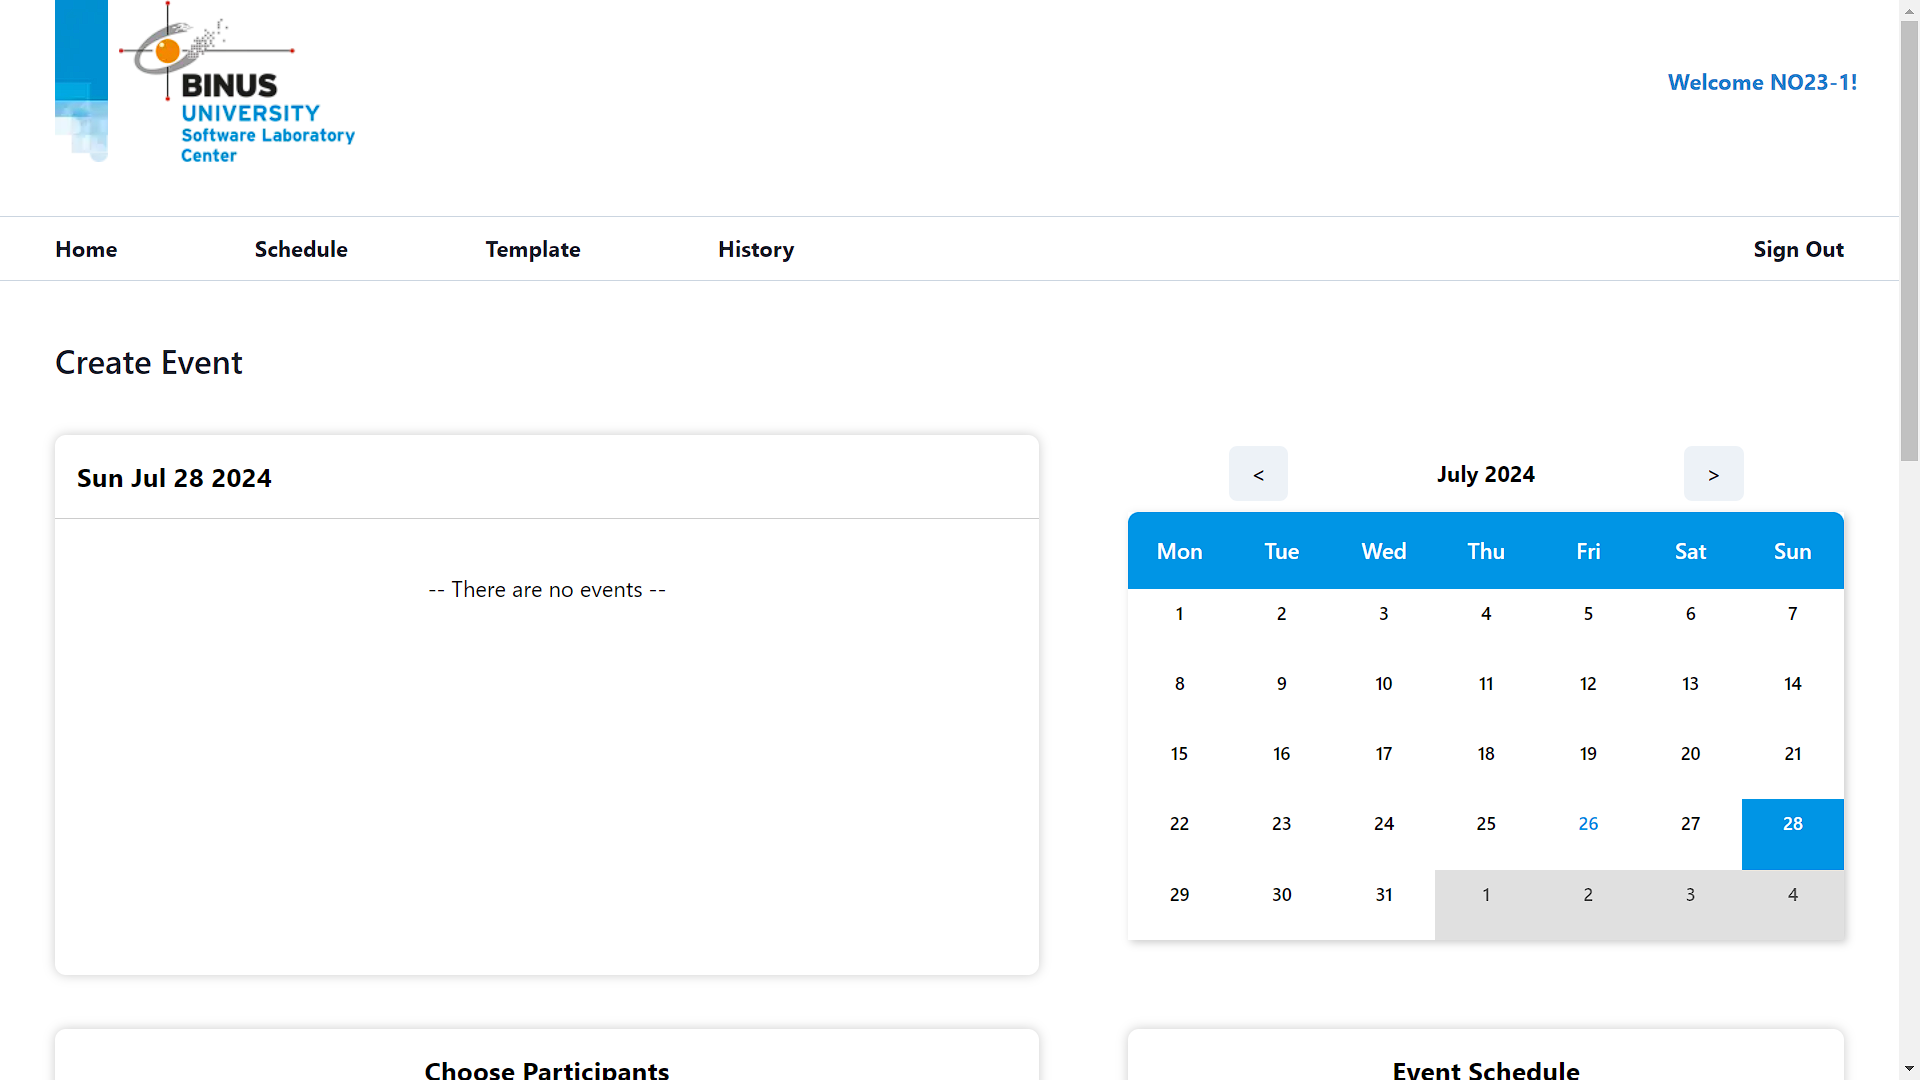 BINUS
UNIVERSITY
Software Laboratory
Center
Welcome NO23-1!
Home Schedule Template History Sign Out
Create Event
Sun Jul 28 2024
-- There are no events --
< July 2024 >
Mon Tue Wed Thu Fri Sat Sun
1 2 3 4 5 6 7
8 9 10 11 12 13 14
15 16 17 18 19 20 21
22 23 24 25 26 27 28
29 30 31 1 2 3 4
Choose Participants
Event Schedule